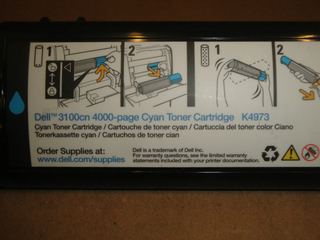 1 2 1 2
Dell™ 3100cn 4000-page Cyan Toner Cartridge K4973
Cyan Toner Cartridge / Cartouche de toner cyan / Cartuccia del toner color Ciano
Tonerkassette cyan / Cartuchos de toner cian
Order Supplies at:
www.dell.com/supplies
Dell is a trademark of Dell Inc.
For warranty questions, see the limited warranty
statements included with your printer documentation.